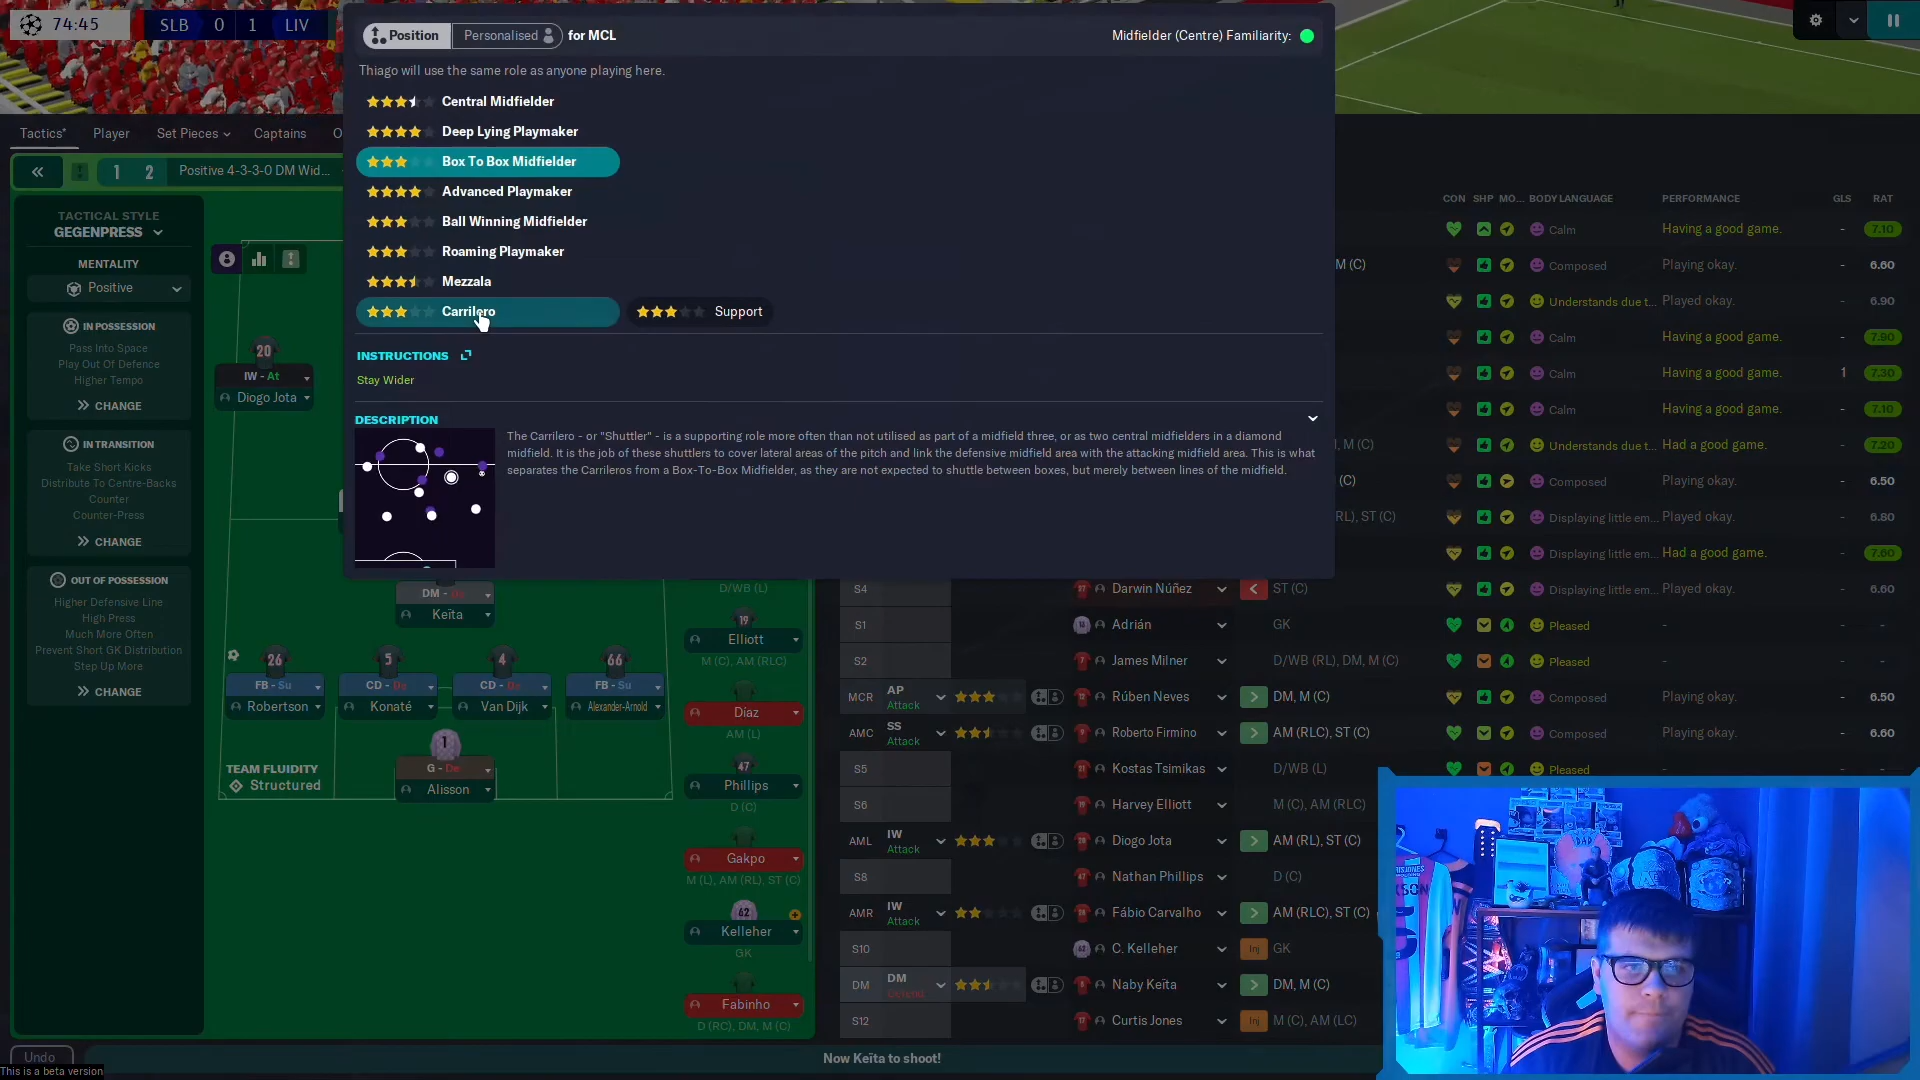 74:45 SLB 0 1 LIV
Position Personalised for MCL
Midfielder (Centre) Familiarity:
Thiago will use the same role as anyone playing here.
Central Midfielder
Deep Lying Playmaker
Box To Box Midfielder
Advanced Playmaker
Ball Winning Midfielder
Roaming Playmaker
Mezzala
Carrilero
Support
INSTRUCTIONS
Stay Wider
DESCRIPTION
The Carrilero - or "Shuttler" - is a supporting role more often than not utilised as part of a midfield three, or as two central midfielders in a diamond
midfield. It is the job of these shuttlers to cover lateral areas of the pitch and link the defensive midfield area with the attacking midfield area. This is what
separates the Carrileros from a Box-To-Box Midfielder, as they are not expected to shuttle between boxes, but merely between lines of the midfield.
Tactics* Player Set Pieces Captains O
1 2 Positive 4-3-3-0 DM Wid...
TACTICAL STYLE
GEGENPRESS
MENTALITY
Positive
IN POSSESSION
Pass Into Space
Play Out Of Defence
Higher Tempo
CHANGE
IN TRANSITION
Take Short Kicks
Distribute To Centre-Backs
Counter
Counter-Press
CHANGE
OUT OF POSSESSION
Higher Defensive Line
High Press
Much More Often
Prevent Short GK Distribution
Step Up More
CHANGE
20
IW - At
Diogo Jota
DM - De
Keïta
26 5 4 66
FB - Su CD - De CD - De FB - Su
Robertson Konaté Van Dijk Alexander-Arnold
1
G - De
Alisson
TEAM FLUIDITY
Structured
D/WB (L)
19
Elliott
M (C), AM (RLC)
Díaz
AM (L)
47
Phillips
D (C)
Gakpo
M (L), AM (RL), ST (C)
62
Kelleher
GK
Fabinho
D (RC), DM, M (C)
CON SHP MO... BODY LANGUAGE PERFORMANCE GLS RAT
Calm Having a good game. - 7.10
M (C) Composed Playing okay. - 6.60
Understands due t... Played okay. - 6.90
Calm Having a good game. - 7.90
Calm Having a good game. 1 7.30
Calm Having a good game. - 7.10
, M (C) Understands due t... Had a good game. - 7.20
(C) Composed Playing okay. - 6.50
RL), ST (C) Displaying little em... Played okay. - 6.80
Displaying little em... Had a good game. - 7.60
S4 Darwin Núñez ST (C) Displaying little em... Played okay. - 6.60
S1 Adrián GK Pleased - - -
S2 James Milner D/WB (RL), DM, M (C) Pleased - - -
MCR AP Attack Rúben Neves DM, M (C) Composed Playing okay. - 6.50
AMC SS Attack Roberto Firmino AM (RLC), ST (C) Composed Playing okay. - 6.60
S5 Kostas Tsimikas D/WB (L) Pleased
S6 Harvey Elliott M (C), AM (RLC)
AML IW Attack Diogo Jota AM (RL), ST (C)
S8 Nathan Phillips D (C)
AMR IW Attack Fábio Carvalho AM (RLC), ST (C)
S10 C. Kelleher Inj GK
DM DM Defend Naby Keïta DM, M (C)
S12 Curtis Jones Inj M (C), AM (LC)
Undo
Now Keïta to shoot!
This is a beta version